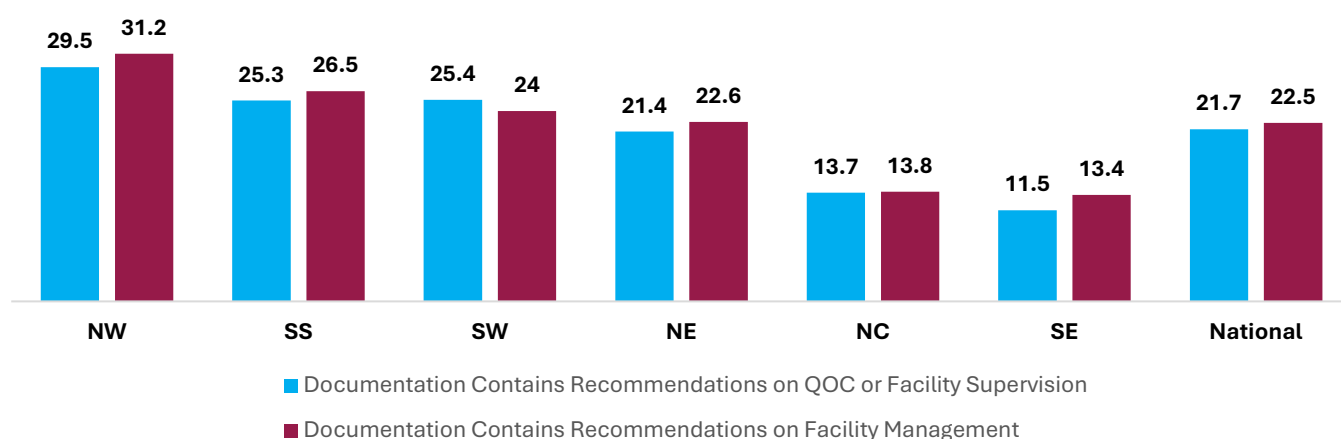 29.5 31.2 25.3 26.5 25.4 24 21.4 22.6 13.7 13.8 11.5 13.4 21.7 22.5
NW SS SW NE NC SE National
Documentation Contains Recommendations on QOC or Facility Supervision
Documentation Contains Recommendations on Facility Management